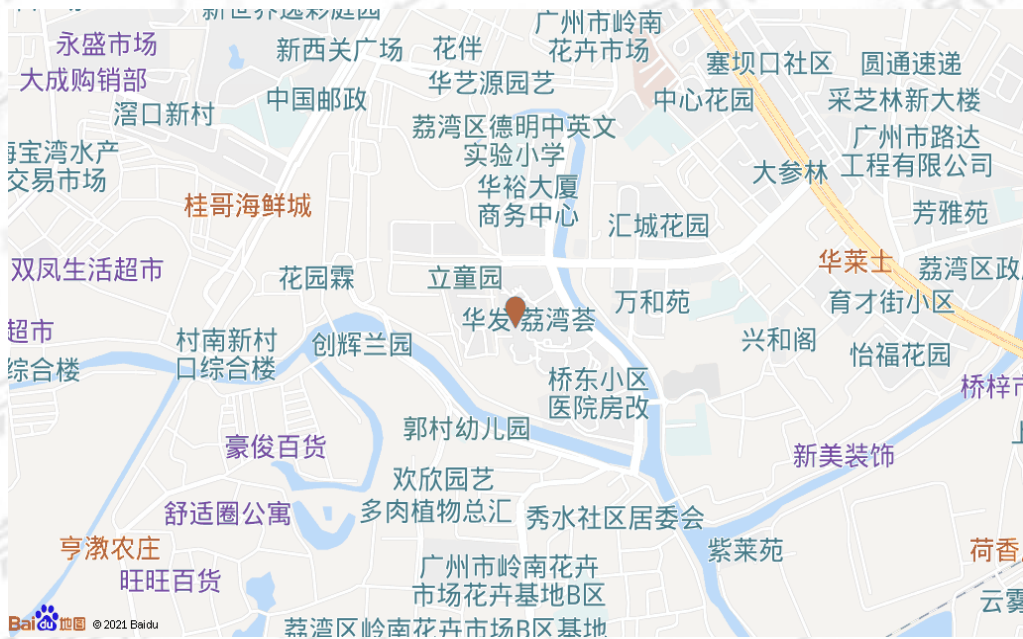 新世界逸彩庭园
广州市岭南
花卉市场
永盛市场
新西关广场
花伴
塞坝口社区
圆通速递
大成购销部
华艺源园艺
中国邮政
中心花园
采芝林新大楼
滘口新村
荔湾区德明中英文
实验小学
广州市路达
工程有限公司
海宝湾水产
交易市场
大参林
华裕大厦
商务中心
桂哥海鲜城
汇城花园
芳雅苑
双凤生活超市
花园霖
立童园
华莱士
荔湾区政
万和苑
育才街小区
华发
荔湾荟
超市
村南新村
口综合楼
创辉兰园
兴和阁
怡福花园
综合楼
桥东小区
医院房改
桥梓市
郭村幼儿园
豪俊百货
新美装饰
上
欢欣园艺
多肉植物总汇
舒适圈公寓
秀水社区居委会
亨漖农庄
紫莱苑
荷香
旺旺百货
广州市岭南花卉
市场花卉基地B区
云雾
荔湾区岭南花卉市场B区基地
Bai du 地图 © 2021 Baidu